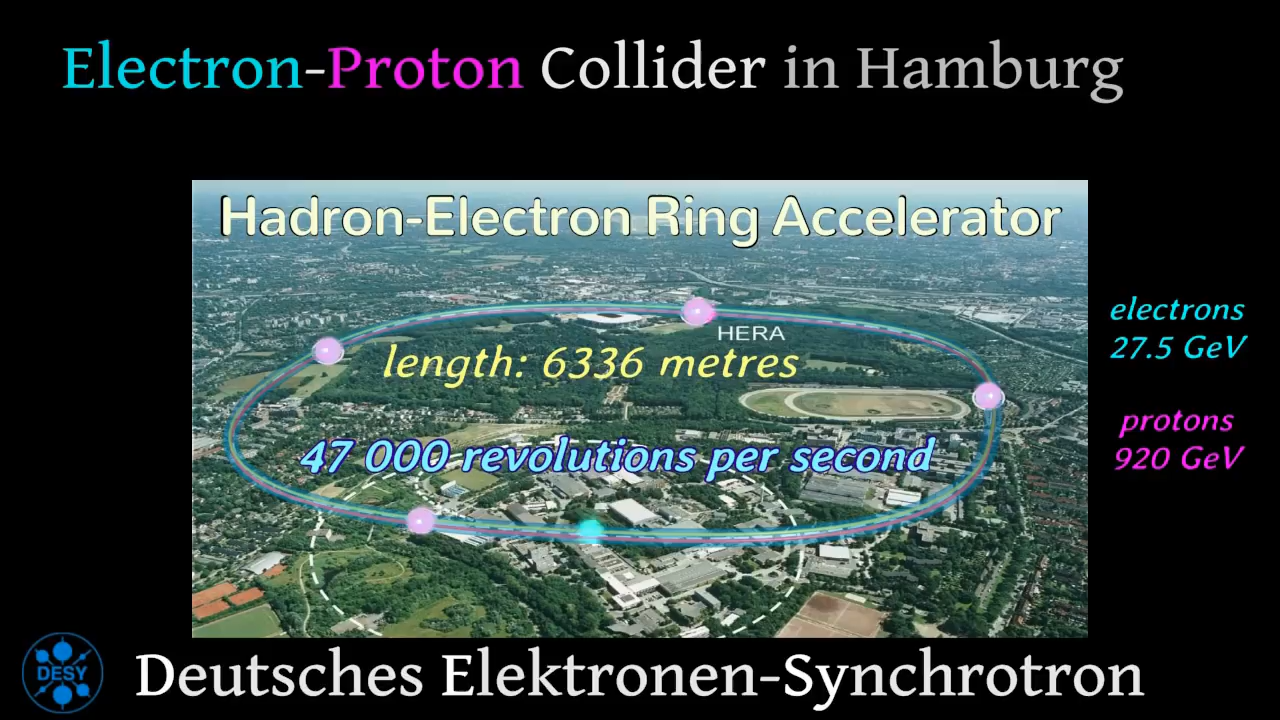 Electron-Proton Collider in Hamburg
Hadron-Electron Ring Accelerator
HERA
length: 6336 metres
47 000 revolutions per second
electrons
27.5 GeV
protons
920 GeV
DESY
Deutsches Elektronen-Synchrotron